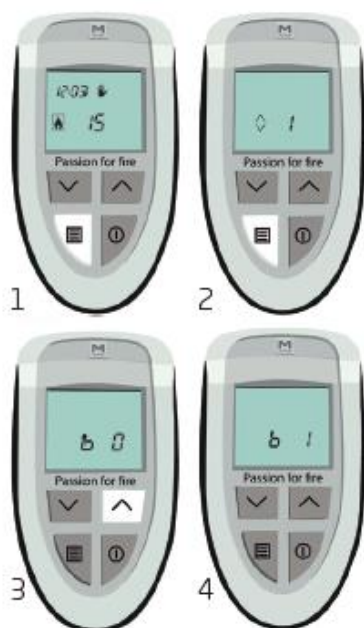 12:03
15
Passion for fire
1
1
Passion for fire
2
b 0
Passion for fire
3
b 1
Passion for fire
4